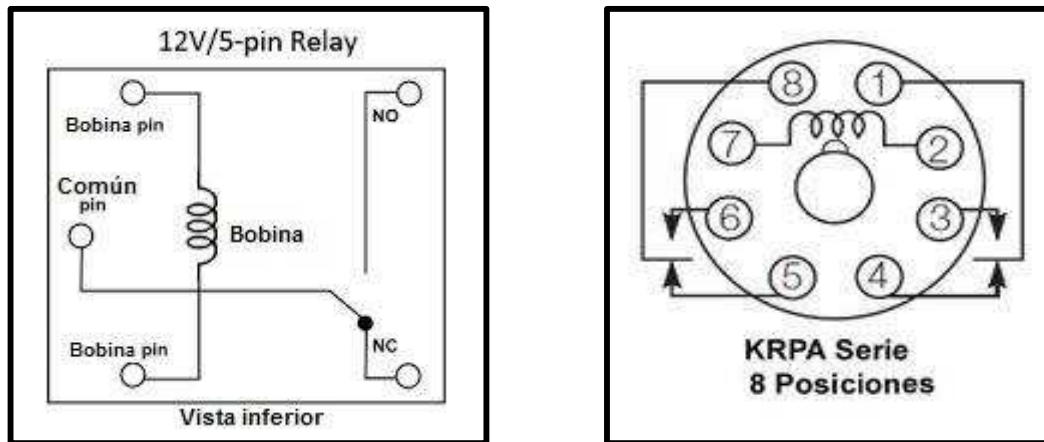 12V/5-pin Relay
Bobina pin
NO
Común
pin
Bobina
Bobina pin
NC
Vista inferior
8 1
7 2
6 3
5 4
KRPA Serie
8 Posiciones